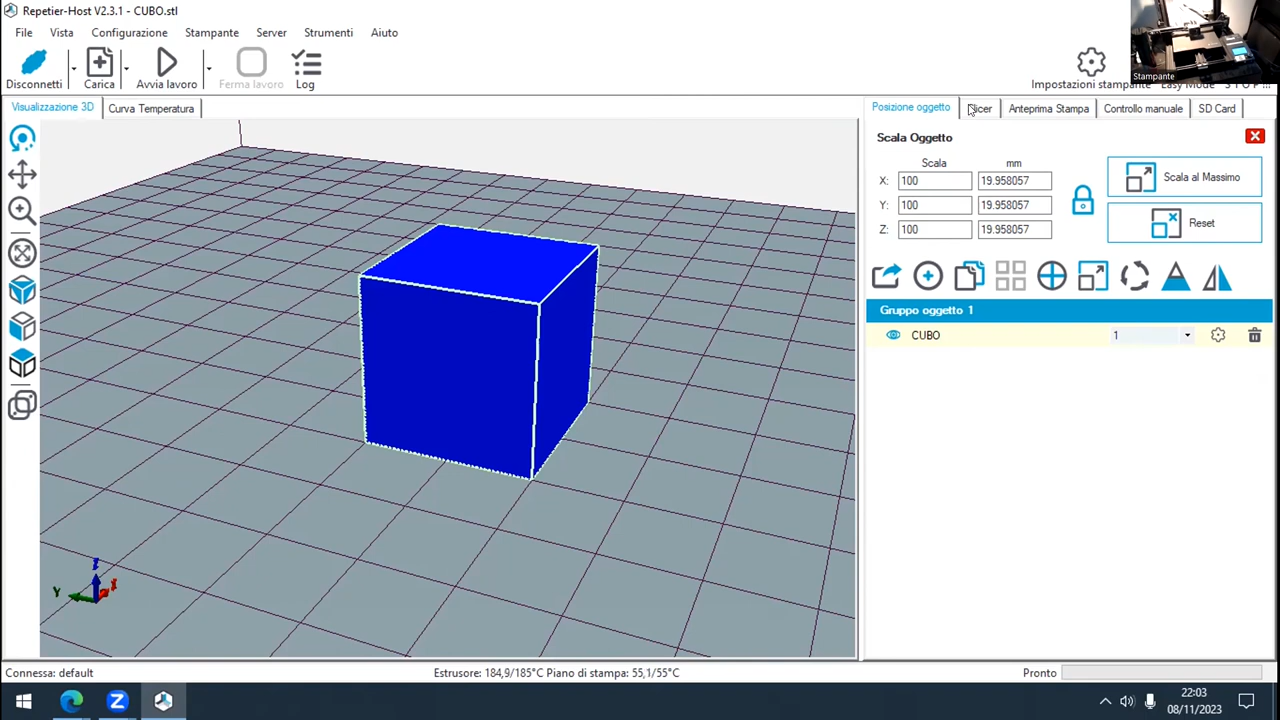 Repetier-Host V2.3.1 - CUBO.stl
File Vista Configurazione Stampante Server Strumenti Aiuto
Disconnetti Carica Avvia lavoro Ferma lavoro Log Impostazioni stampante Easy Mode
Stampante
Visualizzazione 3D Curva Temperatura
Posizione oggetto Slicer Anteprima Stampa Controllo manuale SD Card
Scala Oggetto
Scala mm
X: 100 19.958057
Y: 100 19.958057
Z: 100 19.958057
Scala al Massimo
Reset
Gruppo oggetto 1
CUBO 1
Z
Y
Connessa: default Estrusore: 184,9/185°C Piano di stampa: 55,1/55°C Pronto
22:03
08/11/2023